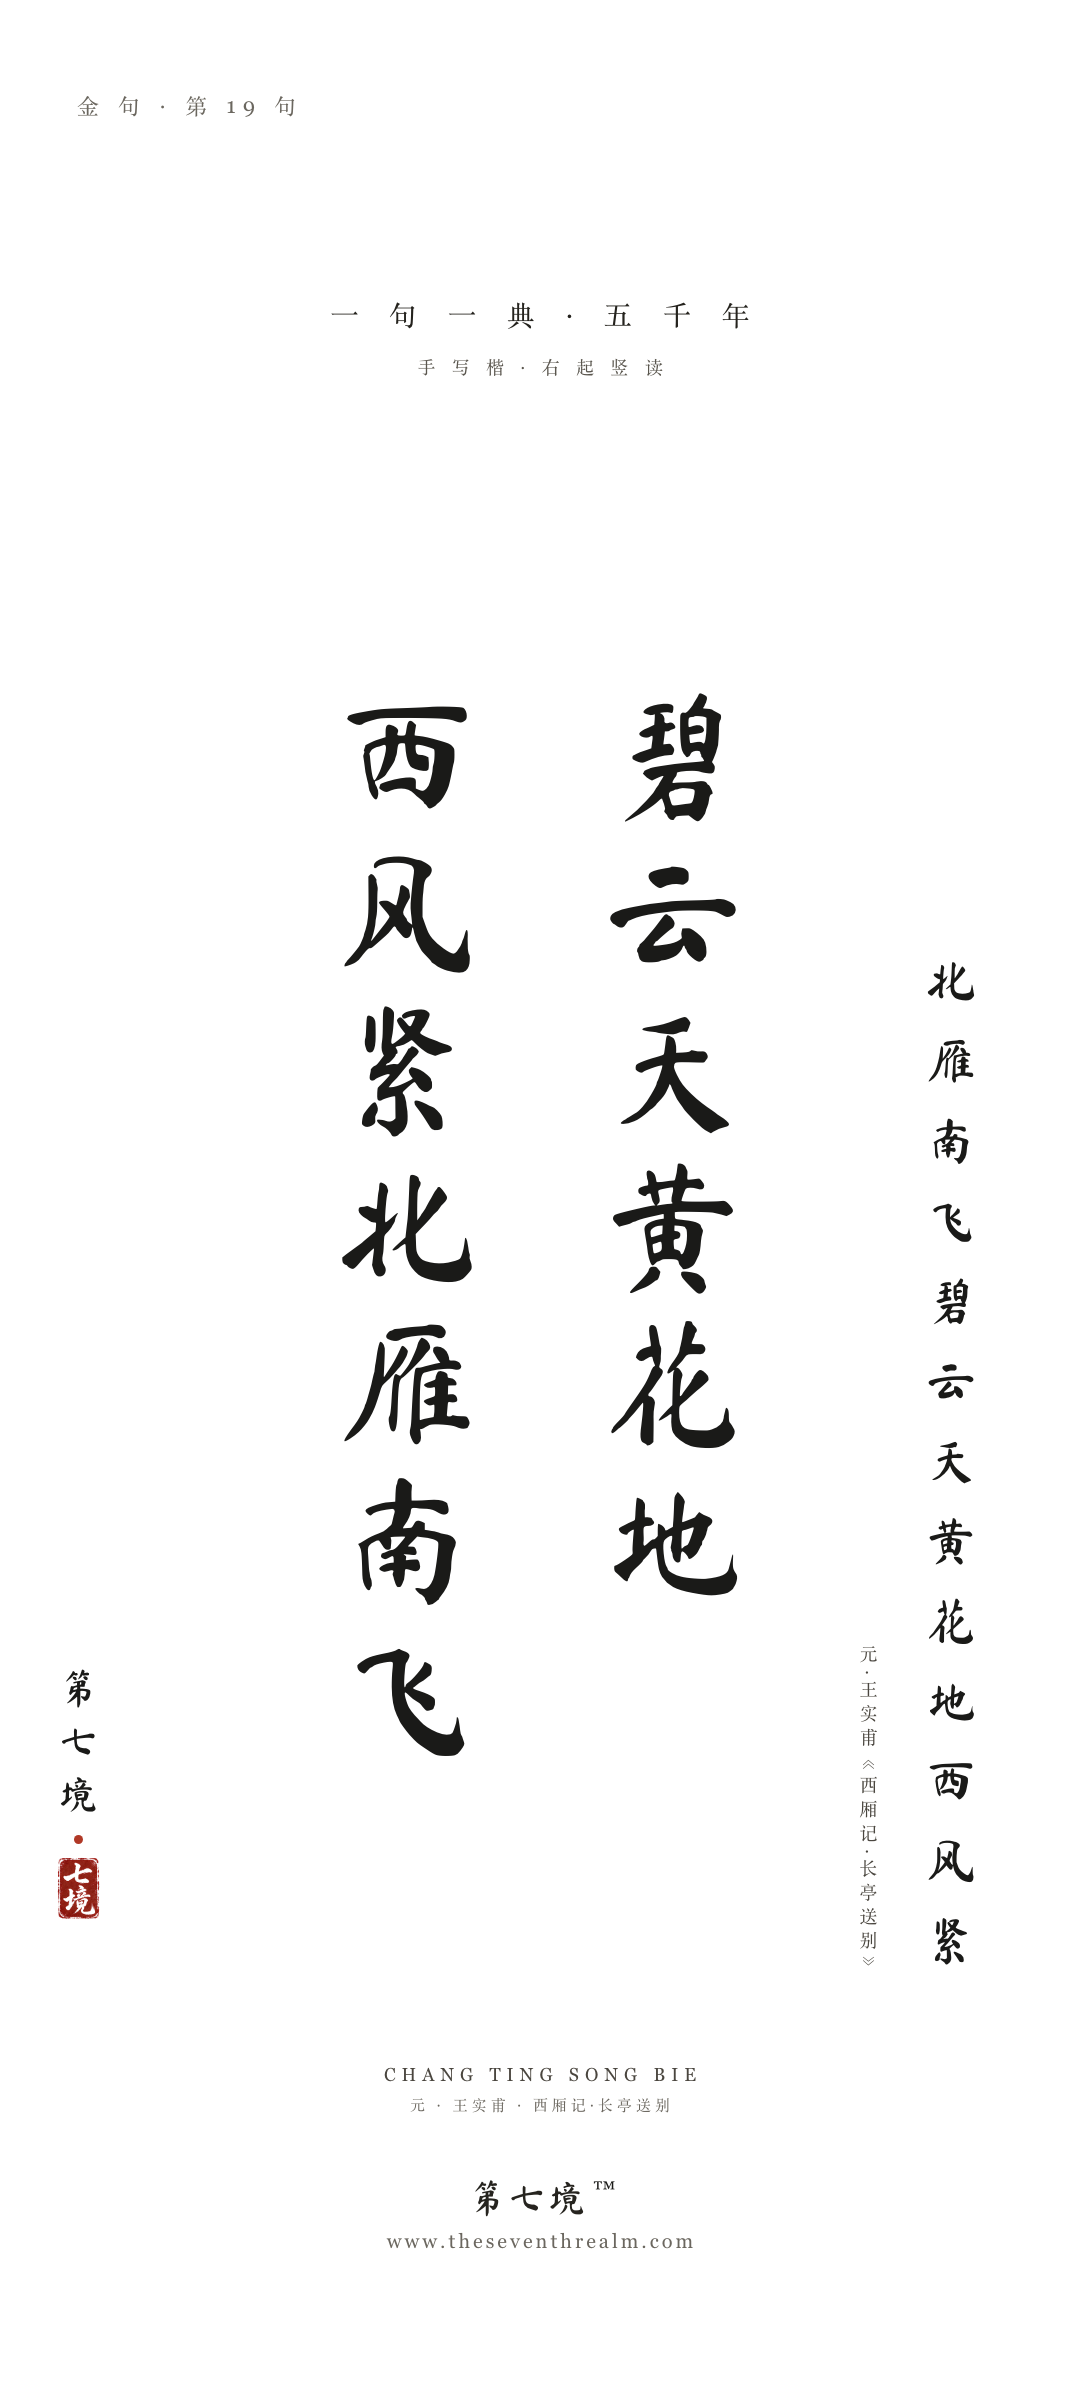 金句·第19句
一句一典·五千年
手写楷·右起竖读
碧云天黄花地
西风紧北雁南飞
北雁南飞碧云天黄花地西风紧
元·王实甫《西厢记·长亭送别》
第七境
七境
CHANG TING SONG BIE
元·王实甫·西厢记·长亭送别
第七境™
www.theseventhrealm.com